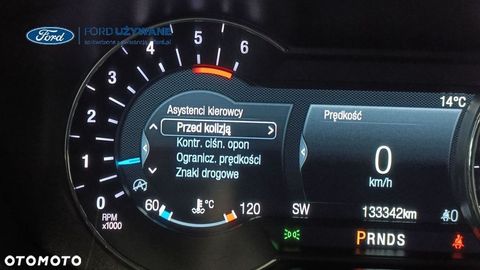 Ford
FORD UŻYWANE
6
5
4
3
2
1
0
RPM
x1000
Asystenci kierowcy
Przed kolizją
Kontr. ciśn. opon
Ogranicz. prędkości
Znaki drogowe
60
°C
120
14°C
Prędkość
0
km/h
SW
133342km
PRNDS
OTOMOTO